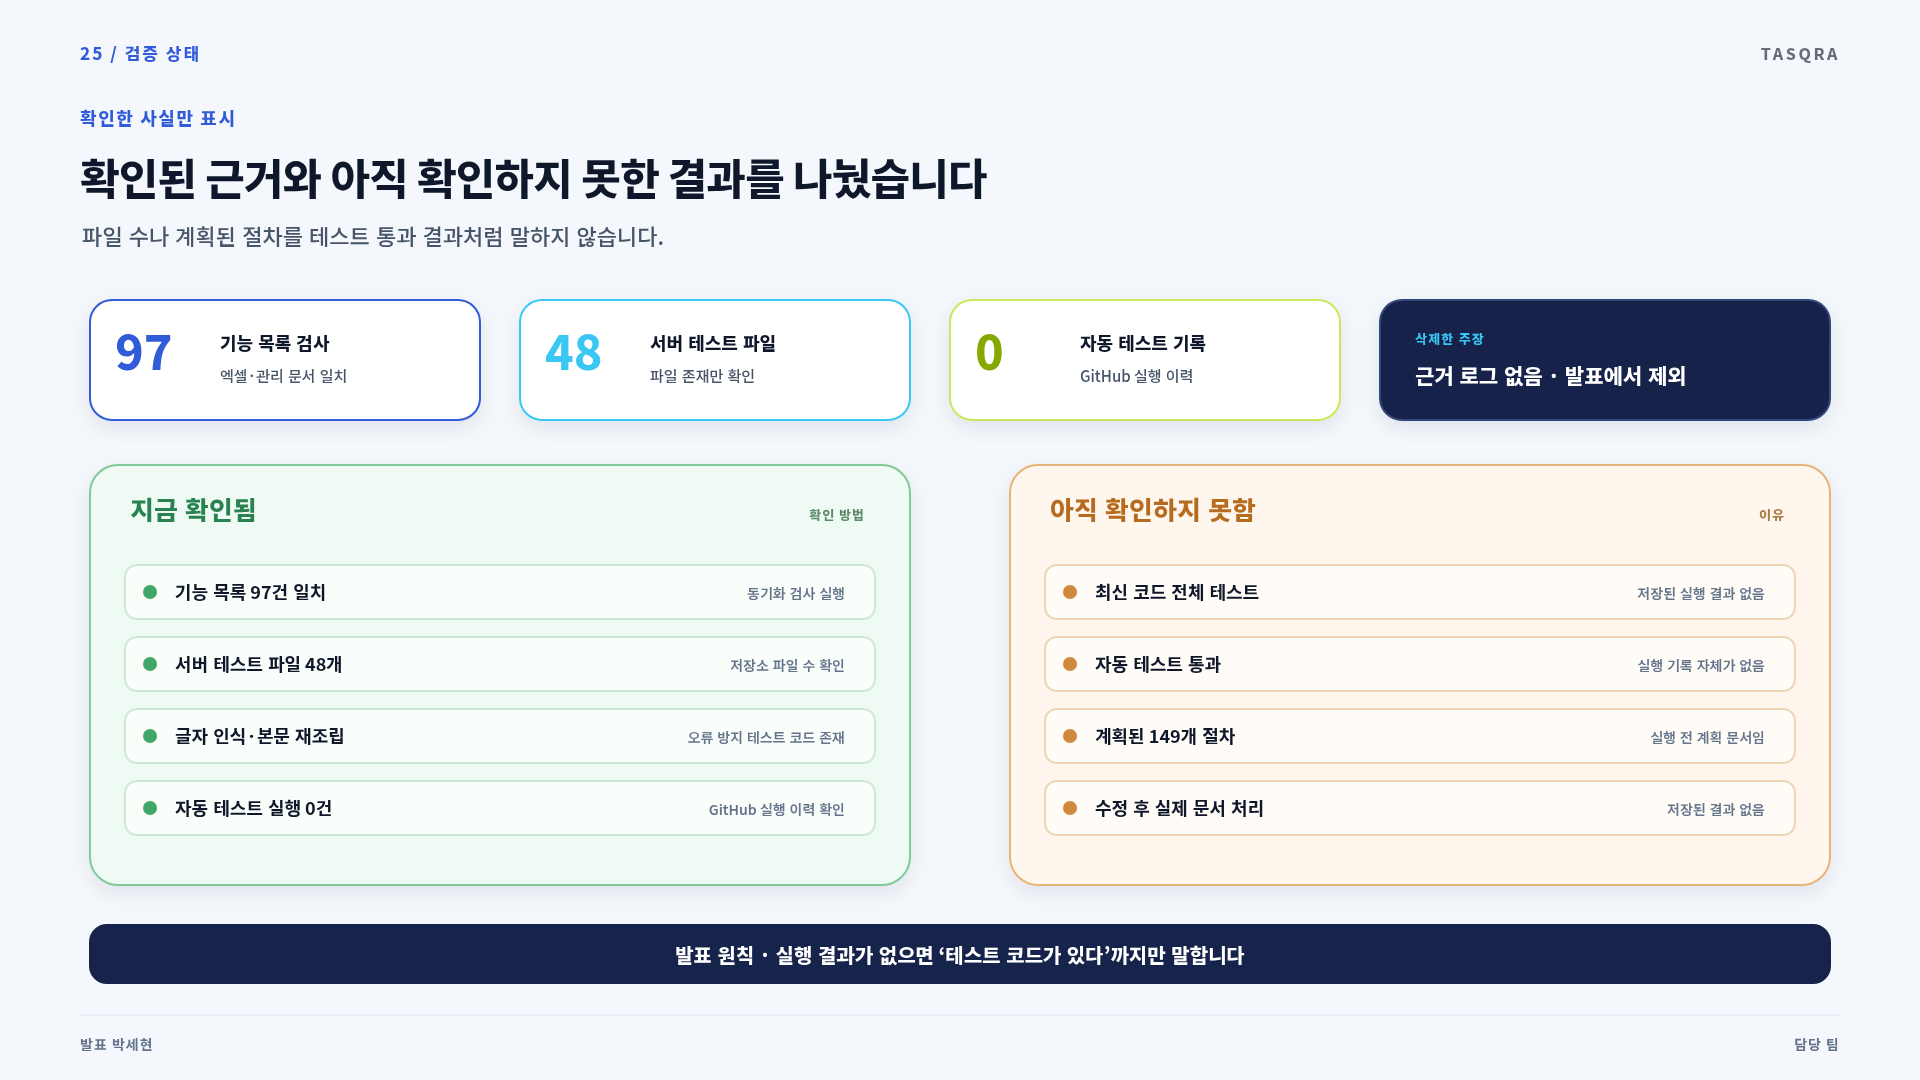 25 / 검증 상태
TASQRA
확인한 사실만 표시
확인된 근거와 아직 확인하지 못한 결과를 나눴습니다
파일 수나 계획된 절차를 테스트 통과 결과처럼 말하지 않습니다.
97
기능 목록 검사
엑셀·관리 문서 일치
48
서버 테스트 파일
파일 존재만 확인
0
자동 테스트 기록
GitHub 실행 이력
삭제한 주장
근거 로그 없음 · 발표에서 제외
지금 확인됨
확인 방법
기능 목록 97건 일치
동기화 검사 실행
서버 테스트 파일 48개
저장소 파일 수 확인
글자 인식·본문 재조립
오류 방지 테스트 코드 존재
자동 테스트 실행 0건
GitHub 실행 이력 확인
아직 확인하지 못함
이유
최신 코드 전체 테스트
저장된 실행 결과 없음
자동 테스트 통과
실행 기록 자체가 없음
계획된 149개 절차
실행 전 계획 문서임
수정 후 실제 문서 처리
저장된 결과 없음
발표 원칙 · 실행 결과가 없으면 ‘테스트 코드가 있다’까지만 말합니다
발표 박세현
담당 팀